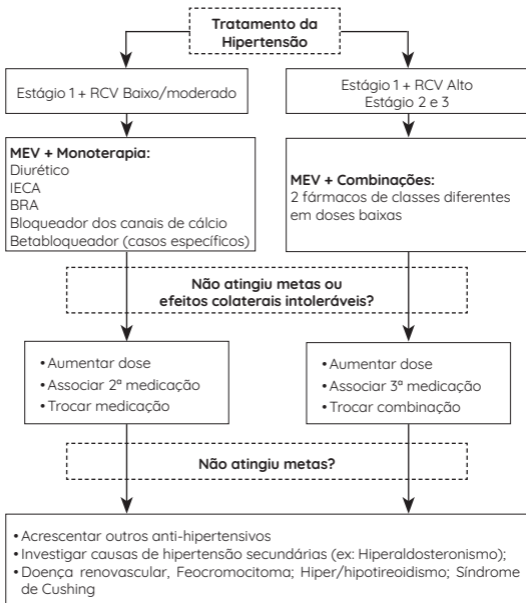 Tratamento da
Hipertensão
Estágio 1 + RCV Baixo/moderado
Estágio 1 + RCV Alto
Estágio 2 e 3
MEV + Monoterapia:
Diurético
IECA
BRA
Bloqueador dos canais de cálcio
Betabloqueador (casos específicos)
MEV + Combinações:
2 fármacos de classes diferentes
em doses baixas
Não atingiu metas ou
efeitos colaterais intoleráveis?
• Aumentar dose
• Associar 2ª medicação
• Trocar medicação
• Aumentar dose
• Associar 3ª medicação
• Trocar combinação
Não atingiu metas?
• Acrescentar outros anti-hipertensivos
• Investigar causas de hipertensão secundárias (ex: Hiperaldosteronismo);
• Doença renovascular, Feocromocitoma; Hiper/hipotireoidismo; Síndrome
de Cushing